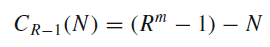 C_{R−1}(N) = (R^m − 1) − N